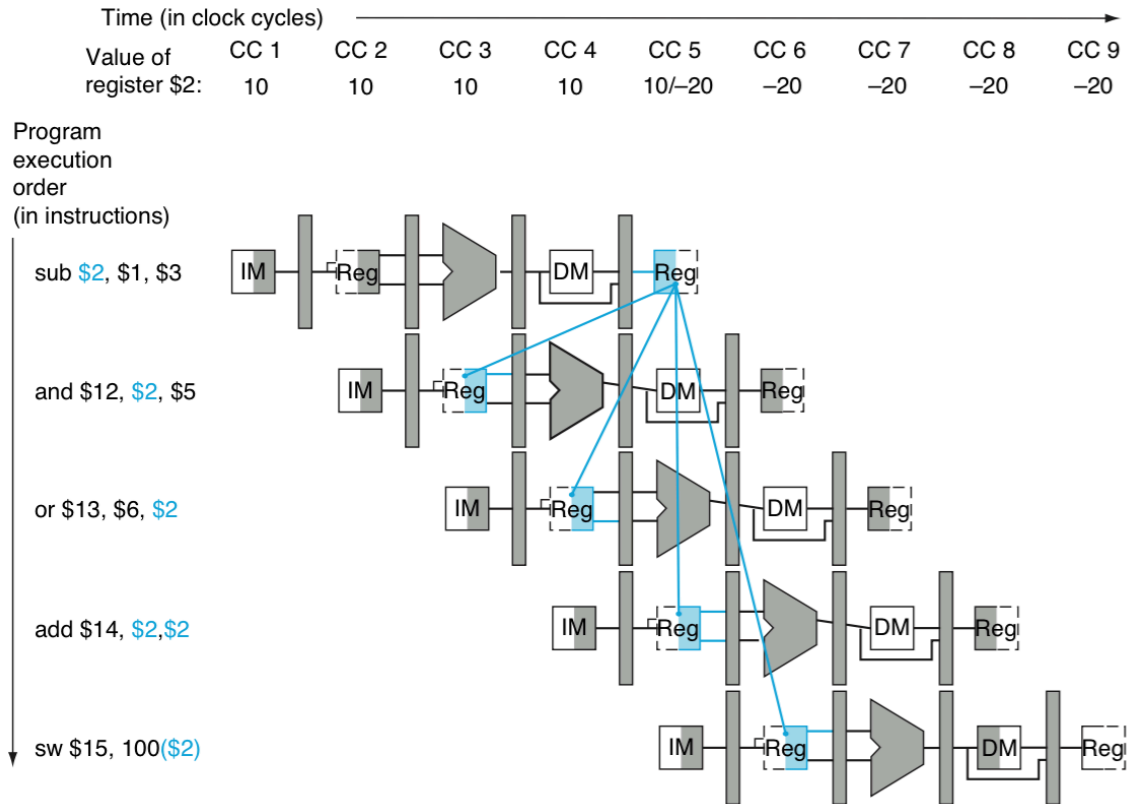 Time (in clock cycles)
Value of CC 1 CC 2 CC 3 CC 4 CC 5 CC 6 CC 7 CC 8 CC 9
register $2: 10 10 10 10 10/–20 –20 –20 –20 –20
Program
execution
order
(in instructions)
sub $2, $1, $3 IM Reg DM Reg
and $12, $2, $5 IM Reg DM Reg
or $13, $6, $2 IM Reg DM Reg
add $14, $2,$2 IM Reg DM Reg
sw $15, 100($2) IM Reg DM Reg